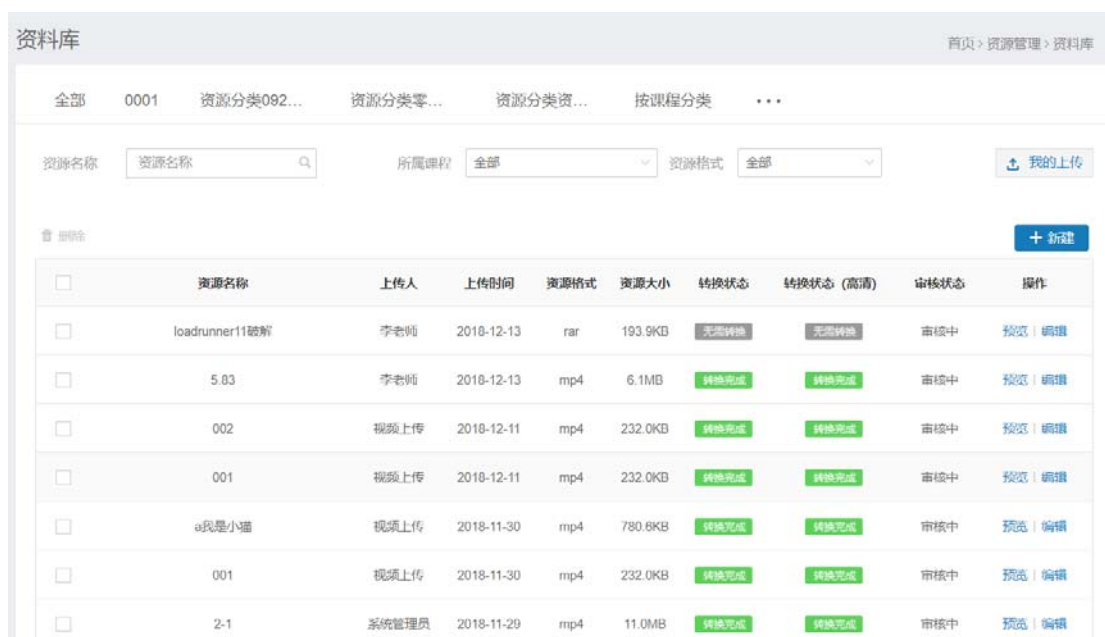 资料库
首页 > 资源管理 > 资料库
全部 0001 资源分类092... 资源分类零... 资源分类资... 按课程分类 •••
资源名称 资源名称 所属课程 全部 资源格式 全部 我的上传
删除 + 新建
资源名称 上传人 上传时间 资源格式 资源大小 转换状态 转换状态 (高清) 审核状态 操作
loadrunner11破解 李老师 2018-12-13 rar 193.9KB 无需转换 无需转换 审核中 预览 | 编辑
5.83 李老师 2018-12-13 mp4 6.1MB 转换完成 转换完成 审核中 预览 | 编辑
002 视频上传 2018-12-11 mp4 232.0KB 转换完成 转换完成 审核中 预览 | 编辑
001 视频上传 2018-12-11 mp4 232.0KB 转换完成 转换完成 审核中 预览 | 编辑
a我是小猫 视频上传 2018-11-30 mp4 780.6KB 转换完成 转换完成 审核中 预览 | 编辑
001 视频上传 2018-11-30 mp4 232.0KB 转换完成 转换完成 审核中 预览 | 编辑
2-1 系统管理员 2018-11-29 mp4 11.0MB 转换完成 转换完成 审核中 预览 | 编辑